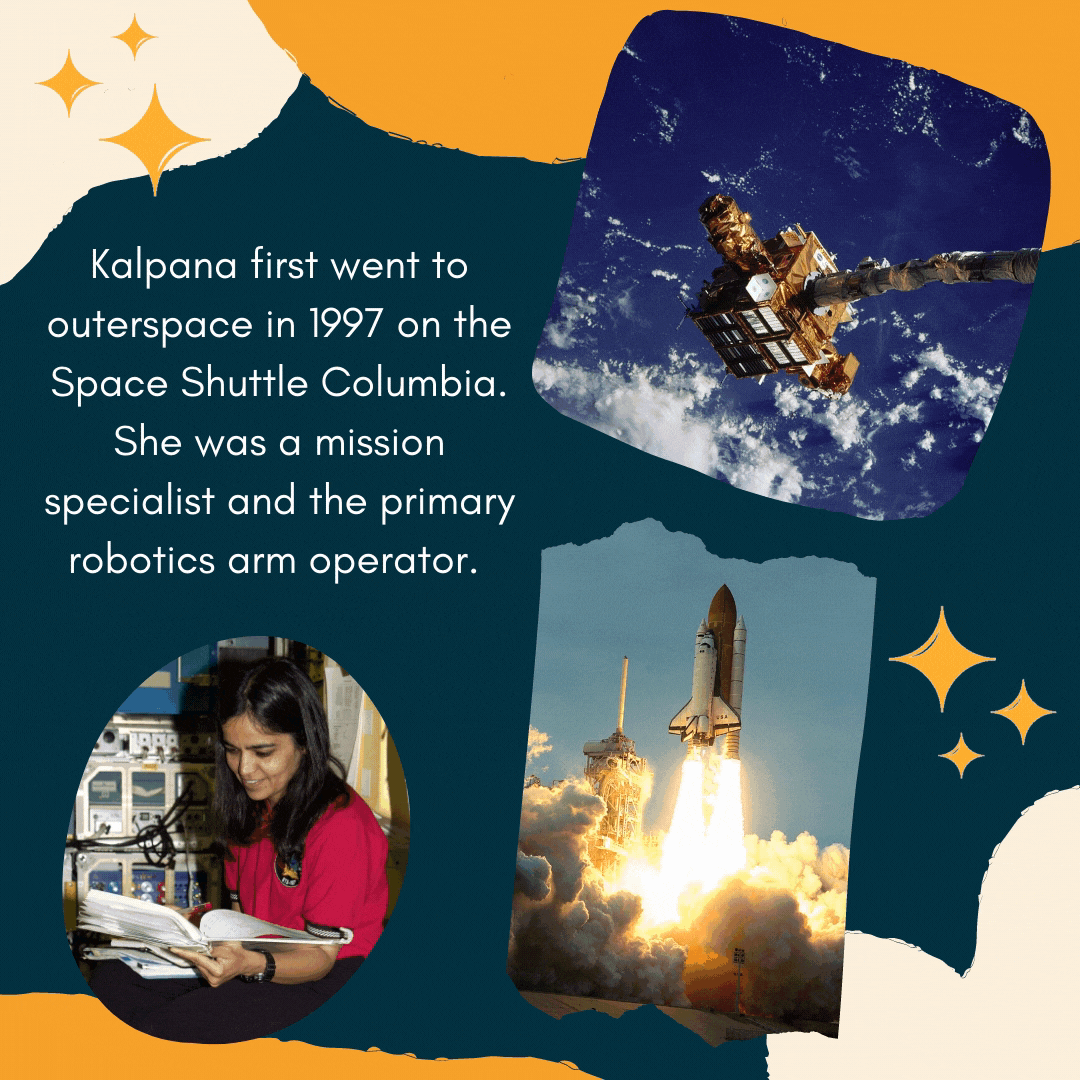 Kalpana first went to
outerspace in 1997 on the
Space Shuttle Columbia.
She was a mission
specialist and the primary
robotics arm operator.
USA